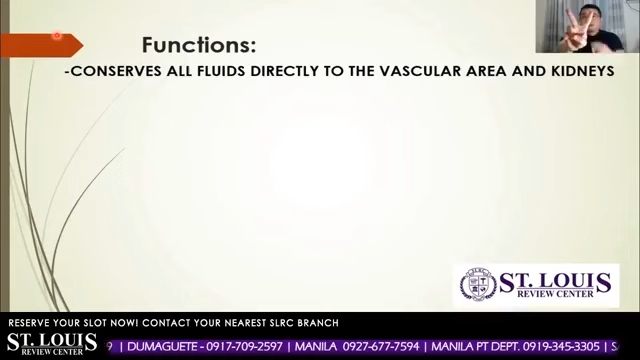 Functions:
-CONSERVES ALL FLUIDS DIRECTLY TO THE VASCULAR AREA AND KIDNEYS
ST. LOUIS
REVIEW CENTER
RESERVE YOUR SLOT NOW! CONTACT YOUR NEAREST SLRC BRANCH
ST. LOUIS
REVIEW CENTER
9 | DUMAGUETE - 0917-709-2597 | MANILA 0927-677-7594 | MANILA PT DEPT. 0919-345-3305 | S